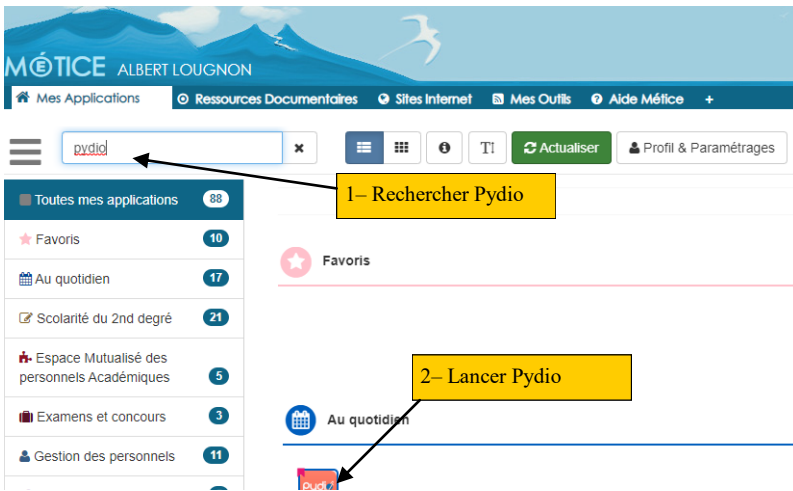 MÉTICE ALBERT LOUGNON
Mes Applications Ressources Documentaires Sites Internet Mes Outils Aide Métice +
pydio × TI Actualiser Profil & Paramétrages
1– Rechercher Pydio
Toutes mes applications 88
Favoris 10
Favoris
Au quotidien 17
Scolarité du 2nd degré 21
Espace Mutualisé des
personnels Académiques 5
2– Lancer Pydio
Examens et concours 3
Au quotidien
Gestion des personnels 11
pydio